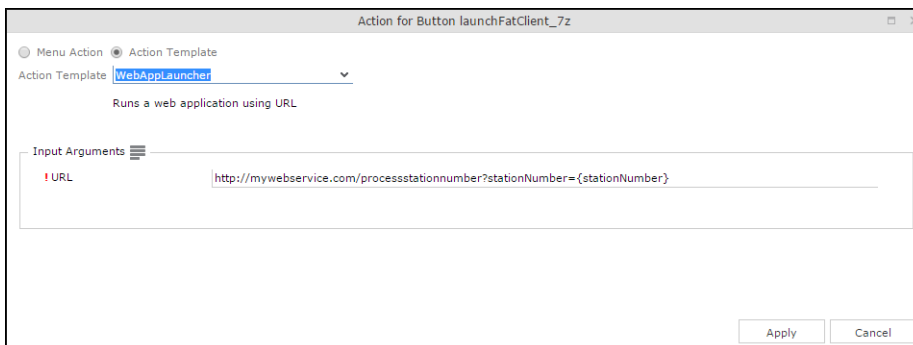 Action for Button launchFatClient_7z
Menu Action Action Template
Action Template WebAppLauncher
Runs a web application using URL
Input Arguments
! URL http://mywebservice.com/processstationnumber?stationNumber={stationNumber}
Apply Cancel